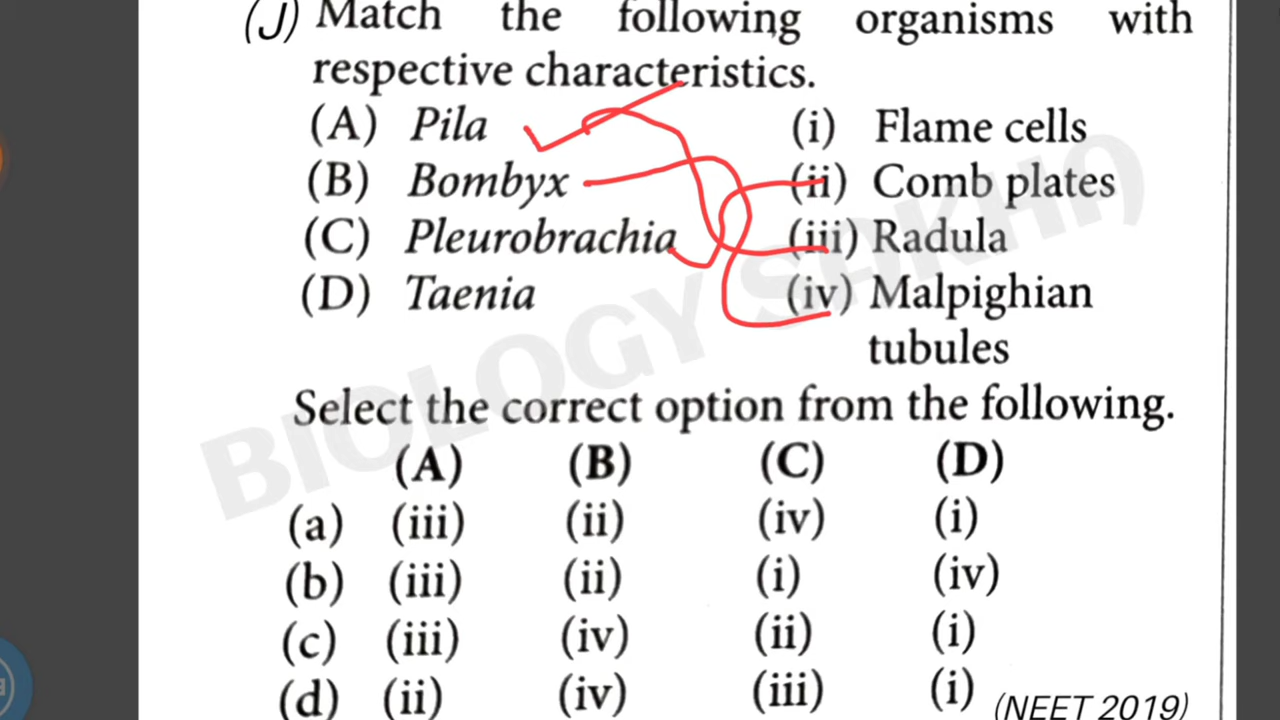 (J) Match the following organisms with
respective characteristics.
(A) Pila (i) Flame cells
(B) Bombyx (ii) Comb plates
(C) Pleurobrachia (iii) Radula
(D) Taenia (iv) Malpighian
tubules
Select the correct option from the following.
(A) (B) (C) (D)
(a) (iii) (ii) (iv) (i)
(b) (iii) (ii) (i) (iv)
(c) (iii) (iv) (ii) (i)
(d) (ii) (iv) (iii) (i) (NEET 2019)
BIOLOGY SAKHA)